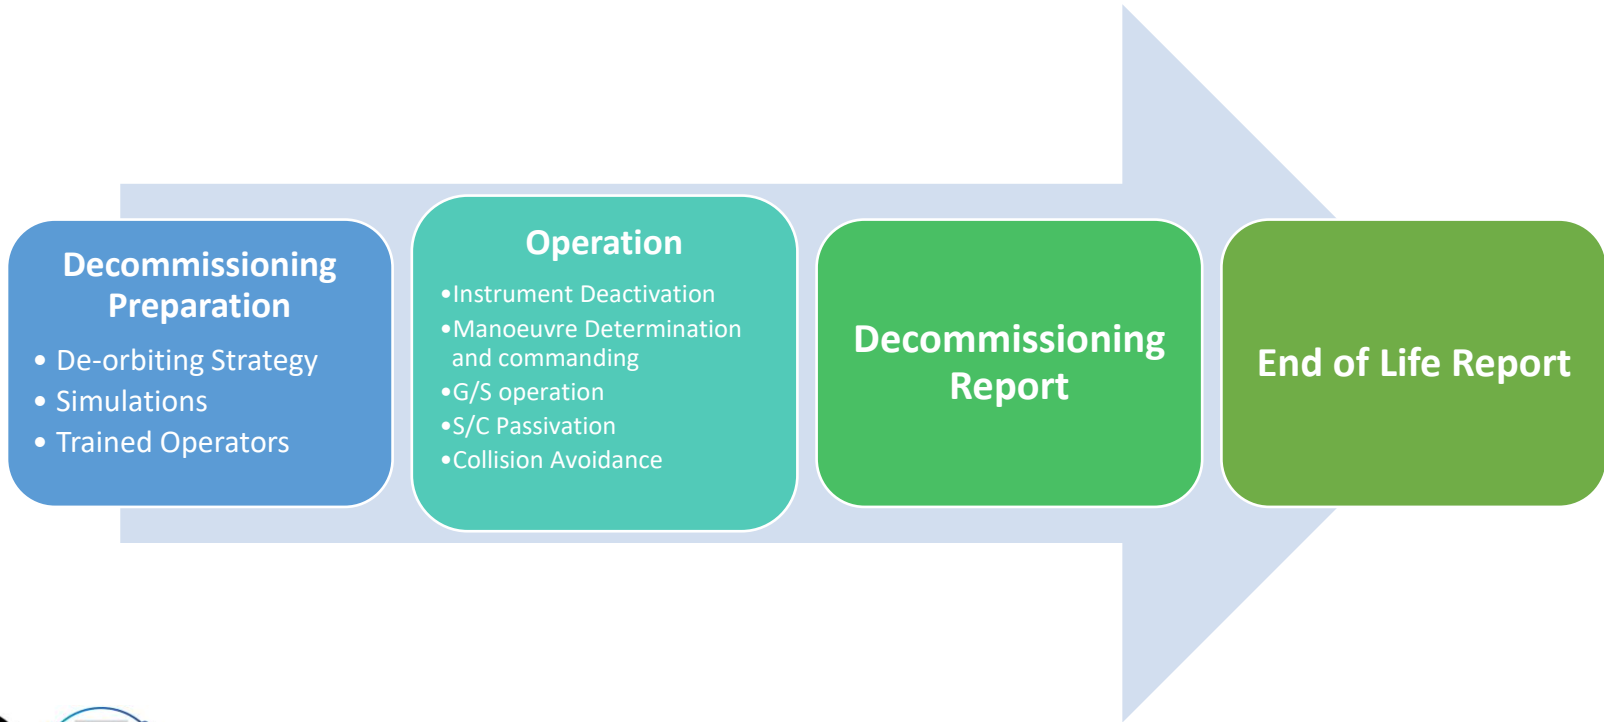 Decommissioning
Preparation
• De-orbiting Strategy
• Simulations
• Trained Operators
Operation
•Instrument Deactivation
•Manoeuvre Determination
and commanding
•G/S operation
•S/C Passivation
•Collision Avoidance
Decommissioning
Report
End of Life Report